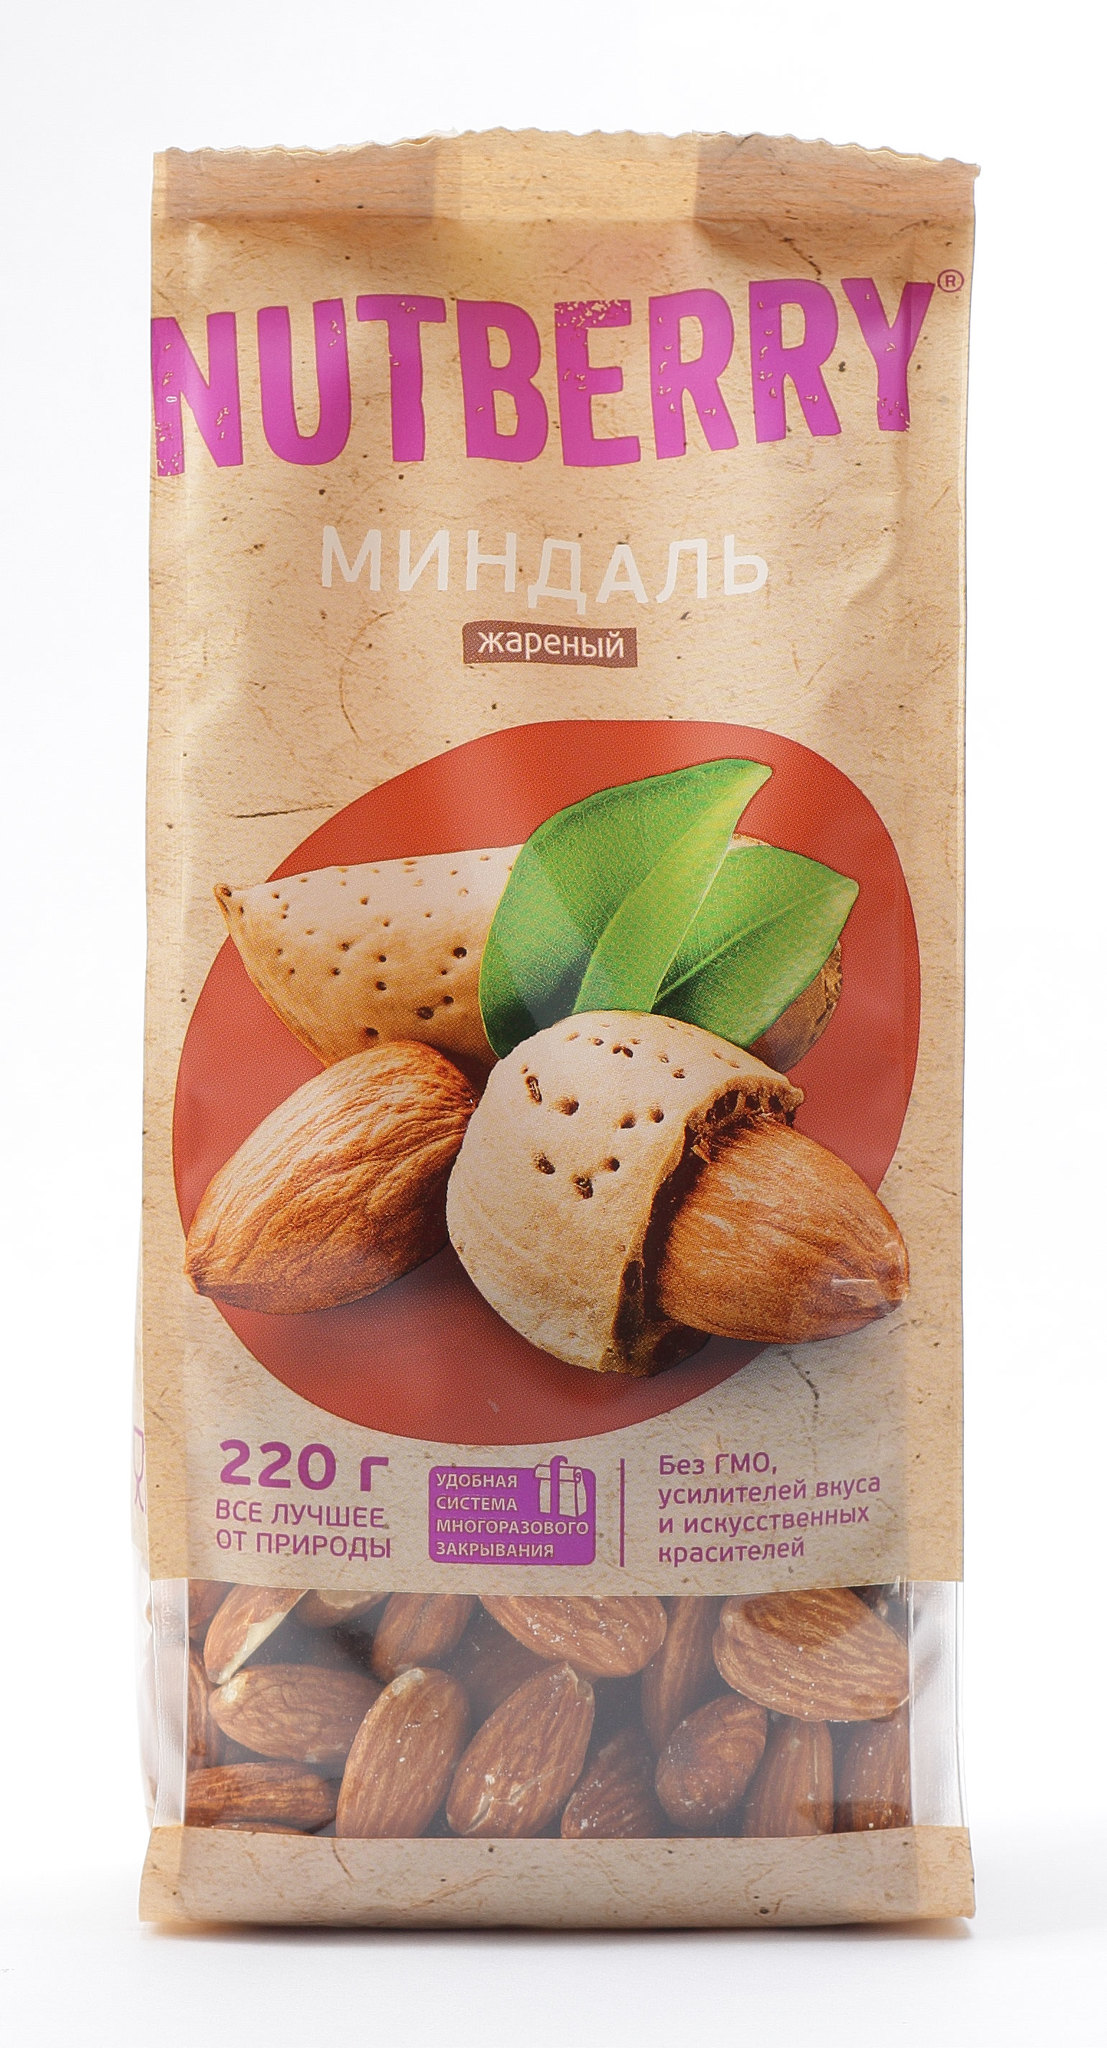 NUTBERRY®
МИНДАЛЬ
жареный
220 г
ВСЕ ЛУЧШЕЕ
ОТ ПРИРОДЫ
УДОБНАЯ
СИСТЕМА
МНОГОРАЗОВОГО
ЗАКРЫВАНИЯ
Без ГМО,
усилителей вкуса
и искусственных
красителей